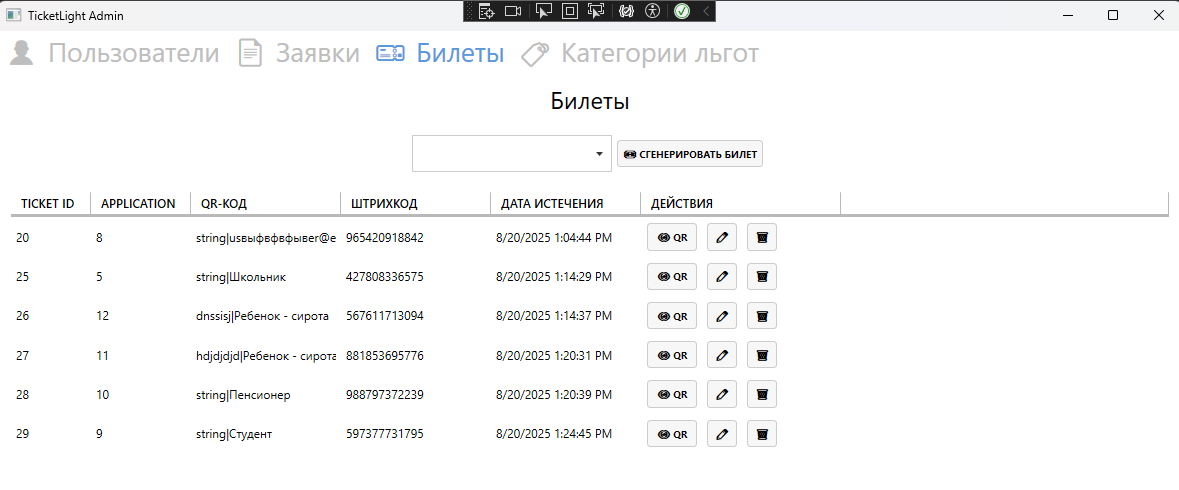 TicketLight Admin
Пользователи Заявки Билеты Категории льгот
Билеты
СГЕНЕРИРОВАТЬ БИЛЕТ
TICKET ID APPLICATION QR-КОД ШТРИХКОД ДАТА ИСТЕЧЕНИЯ ДЕЙСТВИЯ
20 8 string|usвыфвфвфывer@e 965420918842 8/20/2025 1:04:44 PM QR
25 5 string|Школьник 427808336575 8/20/2025 1:14:29 PM QR
26 12 dnssisj|Ребенок - сирота 567611713094 8/20/2025 1:14:37 PM QR
27 11 hdjdjdjd|Ребенок - сирота 881853695776 8/20/2025 1:20:31 PM QR
28 10 string|Пенсионер 988797372239 8/20/2025 1:20:39 PM QR
29 9 string|Студент 597377731795 8/20/2025 1:24:45 PM QR